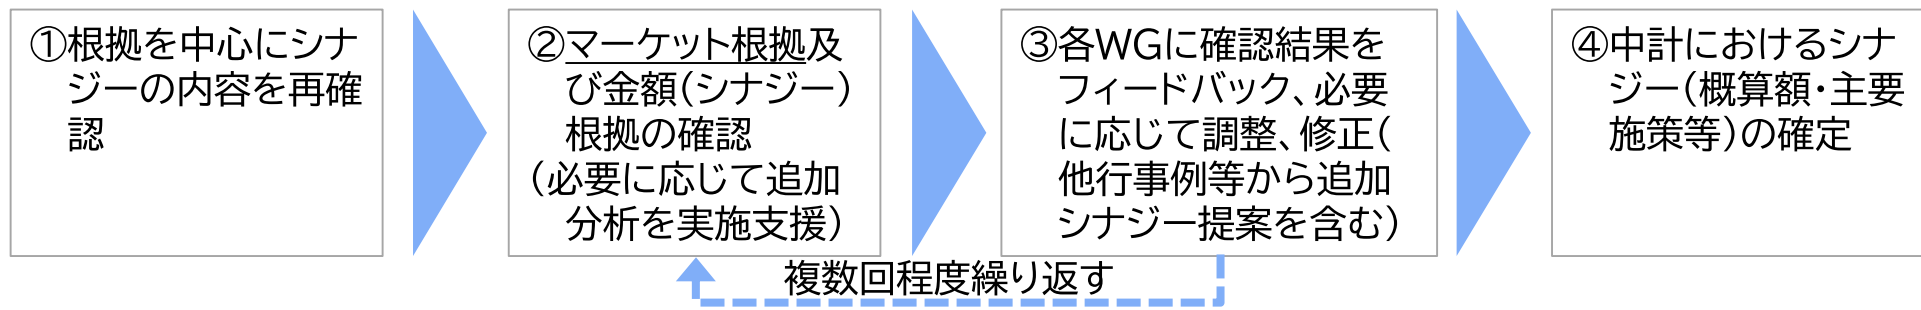 ①根拠を中心にシナ
ジーの内容を再確
認
②マーケット根拠及
び金額(シナジー)
根拠の確認
(必要に応じて追加
分析を実施支援)
③各WGに確認結果を
フィードバック、必要
に応じて調整、修正(
他行事例等から追加
シナジー提案を含む)
④中計におけるシナ
ジー(概算額・主要
施策等)の確定
複数回程度繰り返す